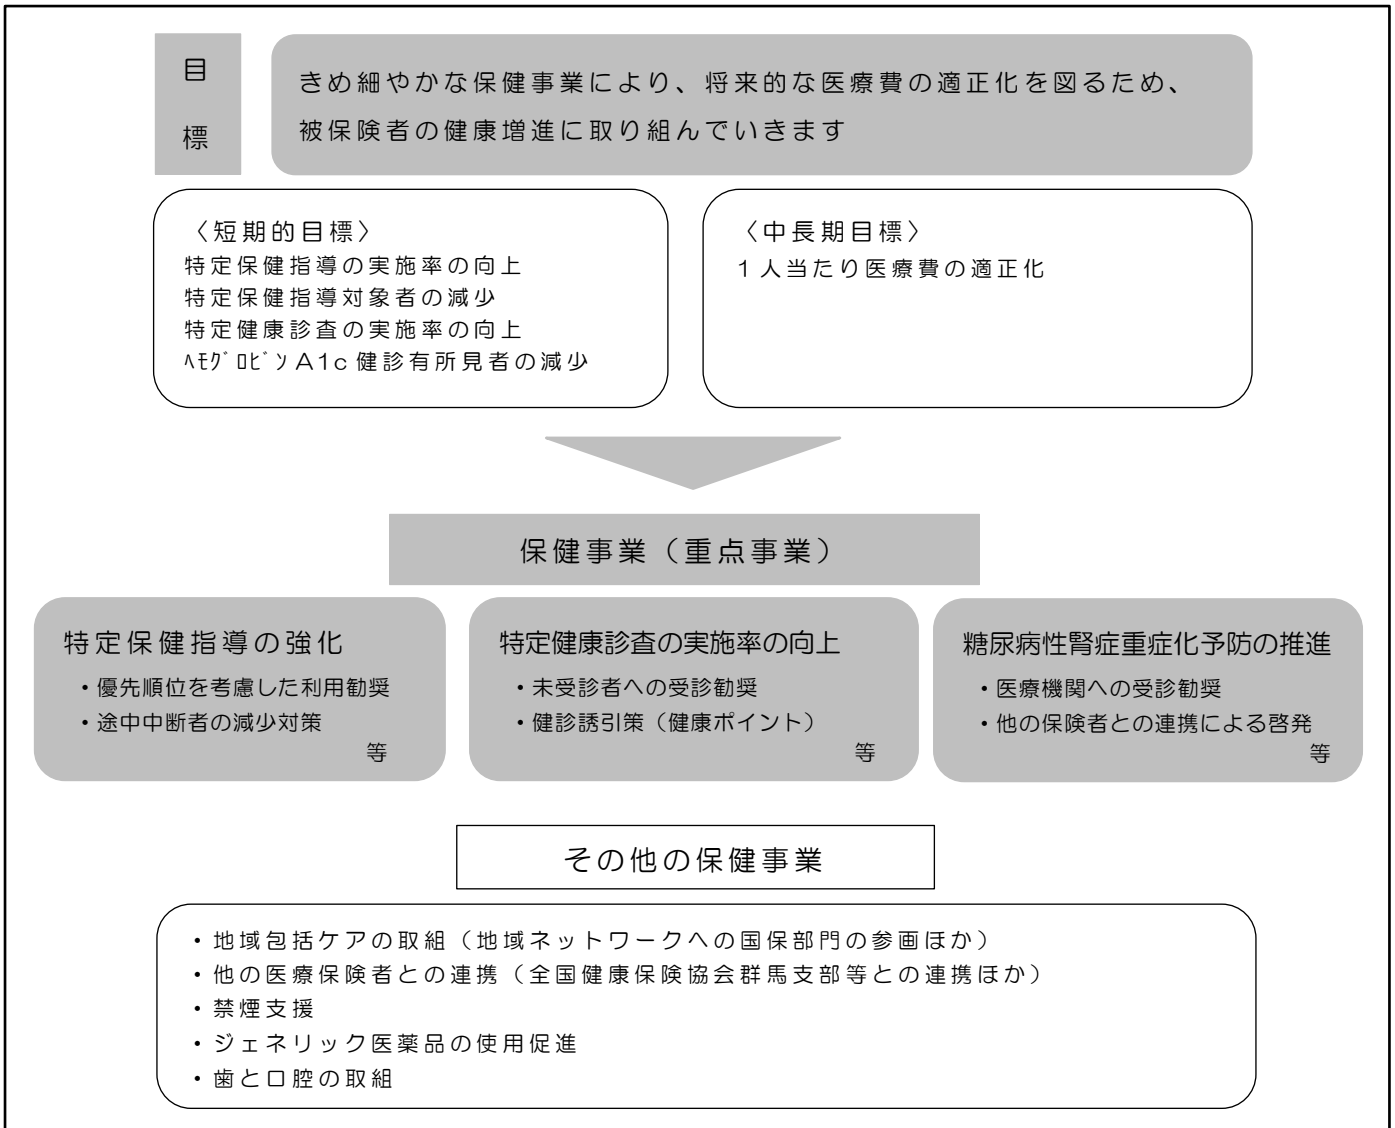 目標
きめ細やかな保健事業により、将来的な医療費の適正化を図るため、
被保険者の健康増進に取り組んでいきます
〈短期的目標〉
特定保健指導の実施率の向上
特定保健指導対象者の減少
特定健康診査の実施率の向上
ﾍﾓｸﾞﾛﾋﾞﾝA1c健診有所見者の減少
〈中長期目標〉
1人当たり医療費の適正化
保健事業（重点事業）
特定保健指導の強化
・優先順位を考慮した利用勧奨
・途中中断者の減少対策
等
特定健康診査の実施率の向上
・未受診者への受診勧奨
・健診誘引策（健康ポイント）
等
糖尿病性腎症重症化予防の推進
・医療機関への受診勧奨
・他の保険者との連携による啓発
等
その他の保健事業
・地域包括ケアの取組（地域ネットワークへの国保部門の参画ほか）
・他の医療保険者との連携（全国健康保険協会群馬支部等との連携ほか）
・禁煙支援
・ジェネリック医薬品の使用促進
・歯と口腔の取組